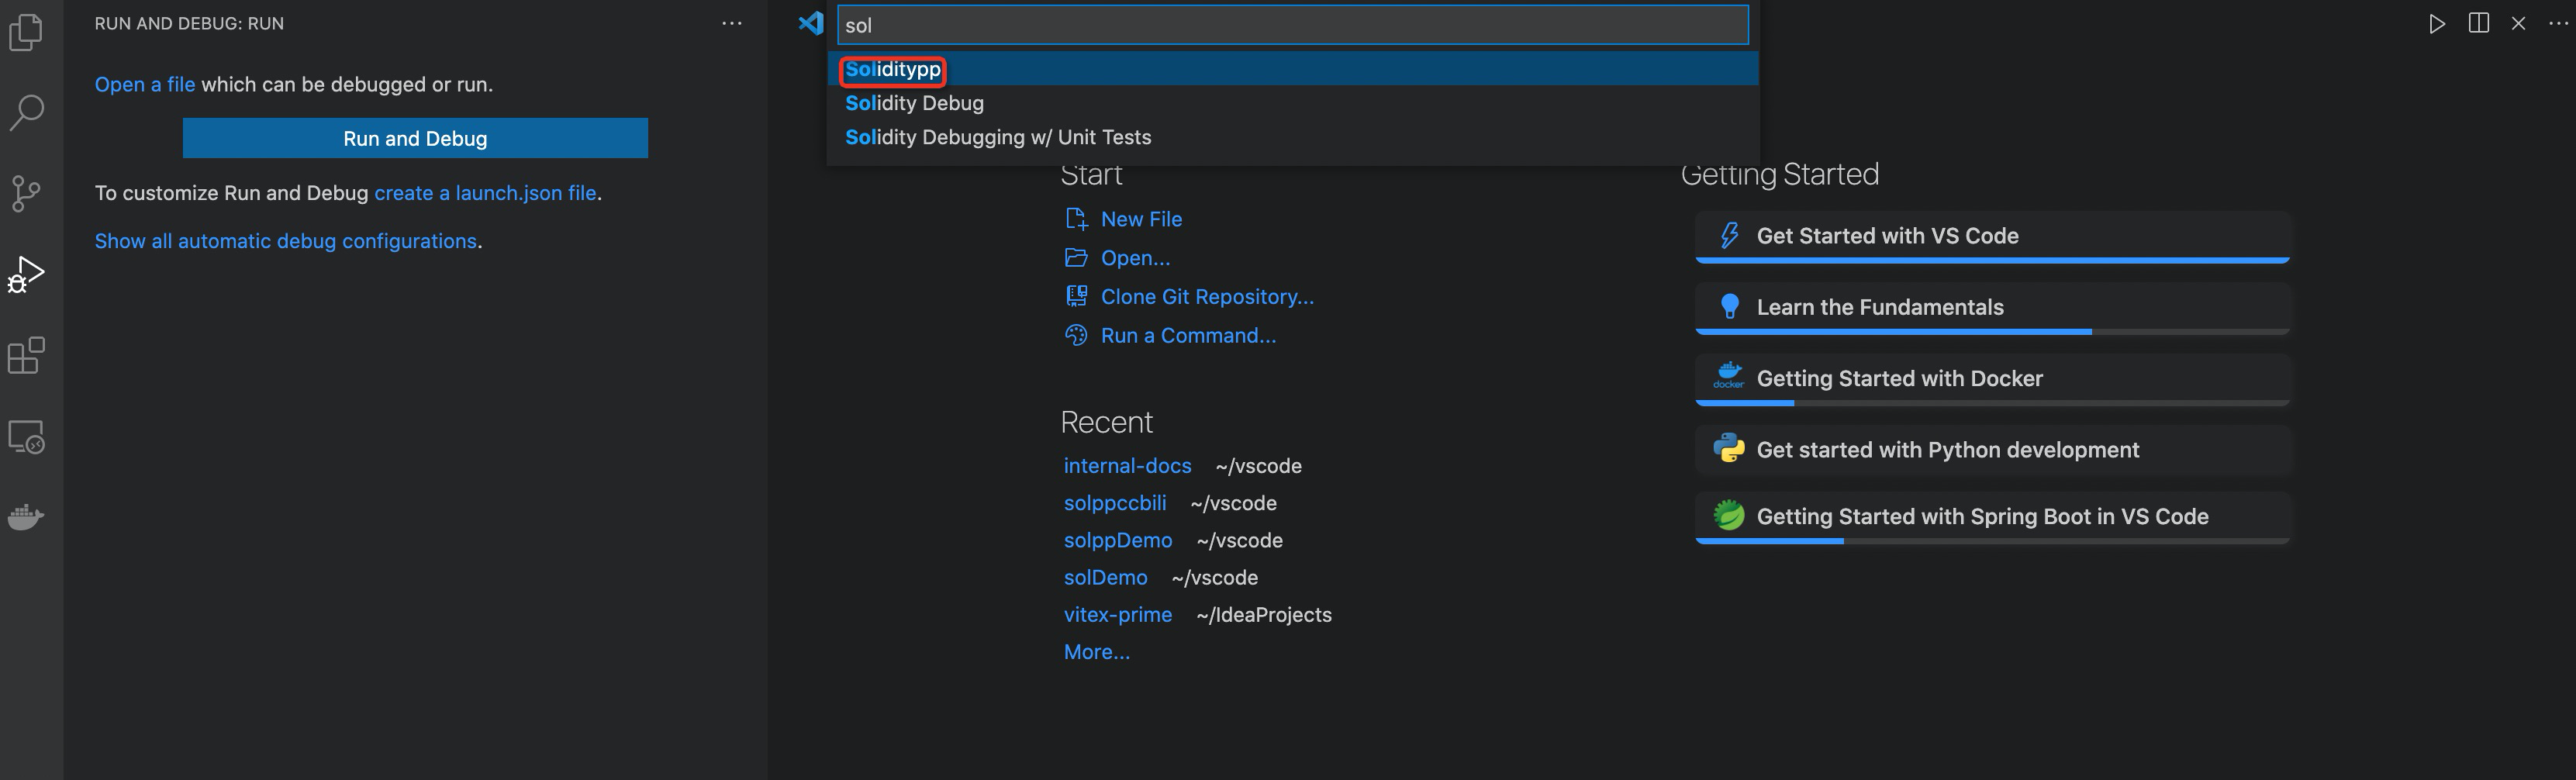 RUN AND DEBUG: RUN
Open a file which can be debugged or run.
Run and Debug
To customize Run and Debug create a launch.json file.
Show all automatic debug configurations.
sol
Soliditypp
Solidity Debug
Solidity Debugging w/ Unit Tests
Start
New File
Open...
Clone Git Repository...
Run a Command...
Recent
internal-docs ~/vscode
solppccbili ~/vscode
solppDemo ~/vscode
solDemo ~/vscode
vitex-prime ~/IdeaProjects
More...
Getting Started
Get Started with VS Code
Learn the Fundamentals
docker
Getting Started with Docker
Get started with Python development
Getting Started with Spring Boot in VS Code